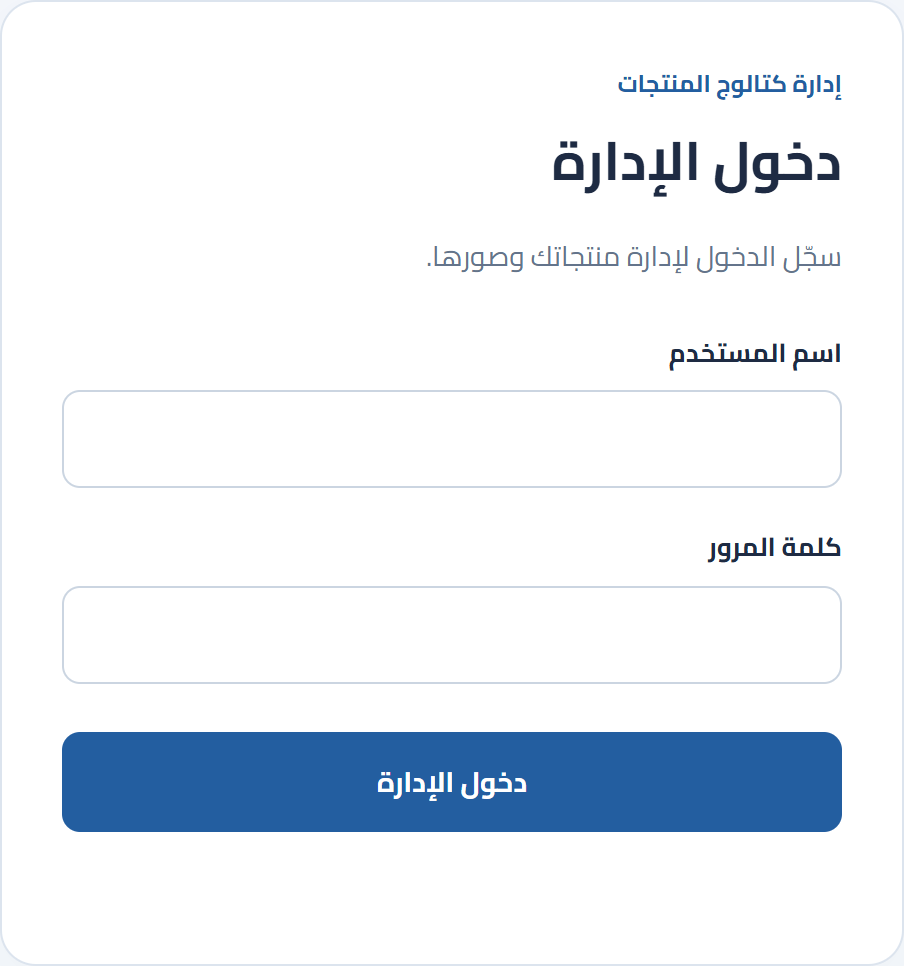 إدارة كتالوج المنتجات
دخول الإدارة
سجّل الدخول لإدارة منتجاتك وصورها.
اسم المستخدم
كلمة المرور
دخول الإدارة